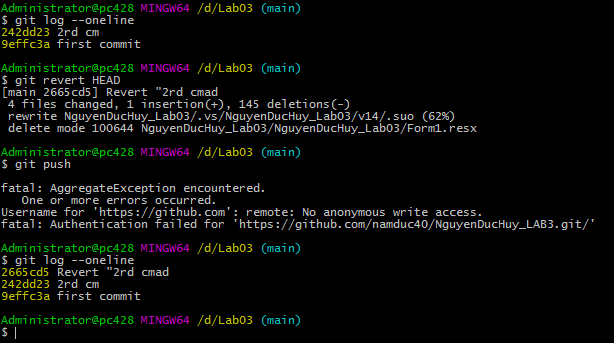 Administrator@pc428 MINGW64 /d/Lab03 (main)
$ git log --oneline
242dd23 2rd cm
9effc3a first commit
Administrator@pc428 MINGW64 /d/Lab03 (main)
$ git revert HEAD
[main 2665cd5] Revert "2rd cmad
 4 files changed, 1 insertion(+), 145 deletions(-)
 rewrite NguyenDucHuy_Lab03/.vs/NguyenDucHuy_Lab03/v14/.suo (62%)
 delete mode 100644 NguyenDucHuy_Lab03/NguyenDucHuy_Lab03/Form1.resx
Administrator@pc428 MINGW64 /d/Lab03 (main)
$ git push
fatal: AggregateException encountered.
   One or more errors occurred.
Username for 'https://github.com': remote: No anonymous write access.
fatal: Authentication failed for 'https://github.com/namduc40/NguyenDucHuy_LAB3.git/'
Administrator@pc428 MINGW64 /d/Lab03 (main)
$ git log --oneline
2665cd5 Revert "2rd cmad
242dd23 2rd cm
9effc3a first commit
Administrator@pc428 MINGW64 /d/Lab03 (main)
$